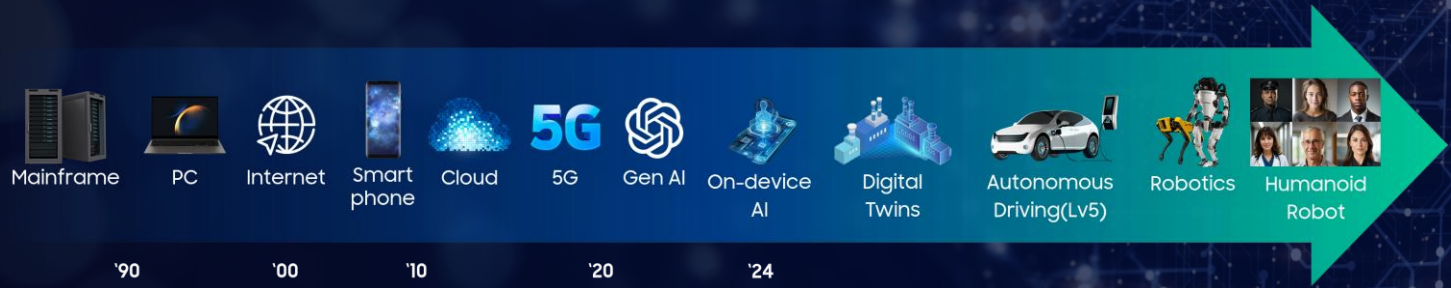 Mainframe
PC
Internet
Smart
phone
Cloud
5G
5G
Gen AI
On-device
AI
Digital
Twins
Autonomous
Driving(Lv5)
Robotics
Humanoid
Robot
'90
'00
'10
'20
'24